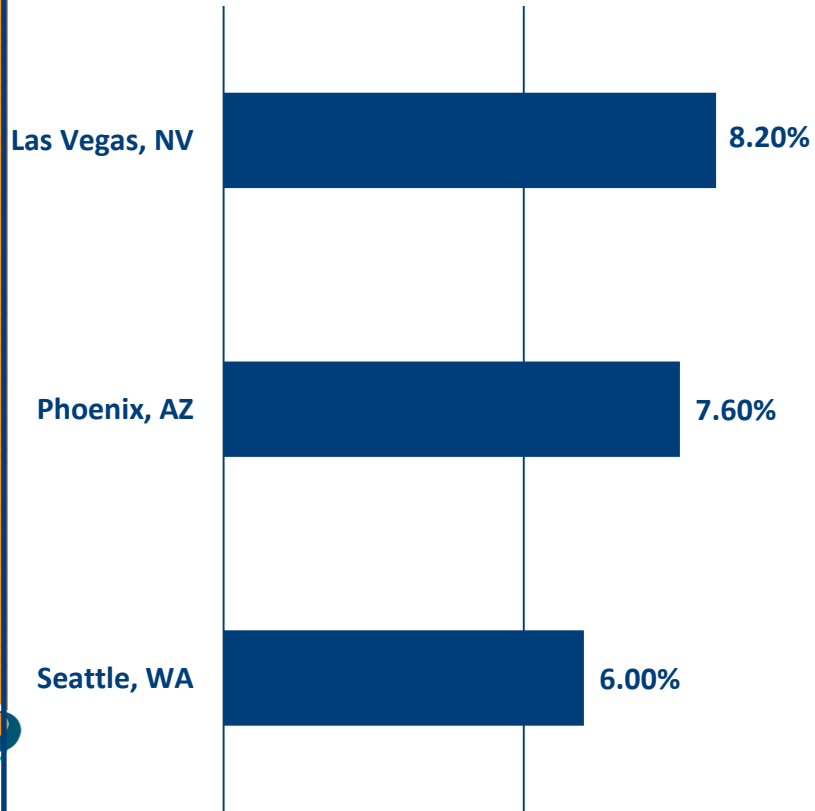 Las Vegas, NV 8.20%
Phoenix, AZ 7.60%
Seattle, WA 6.00%